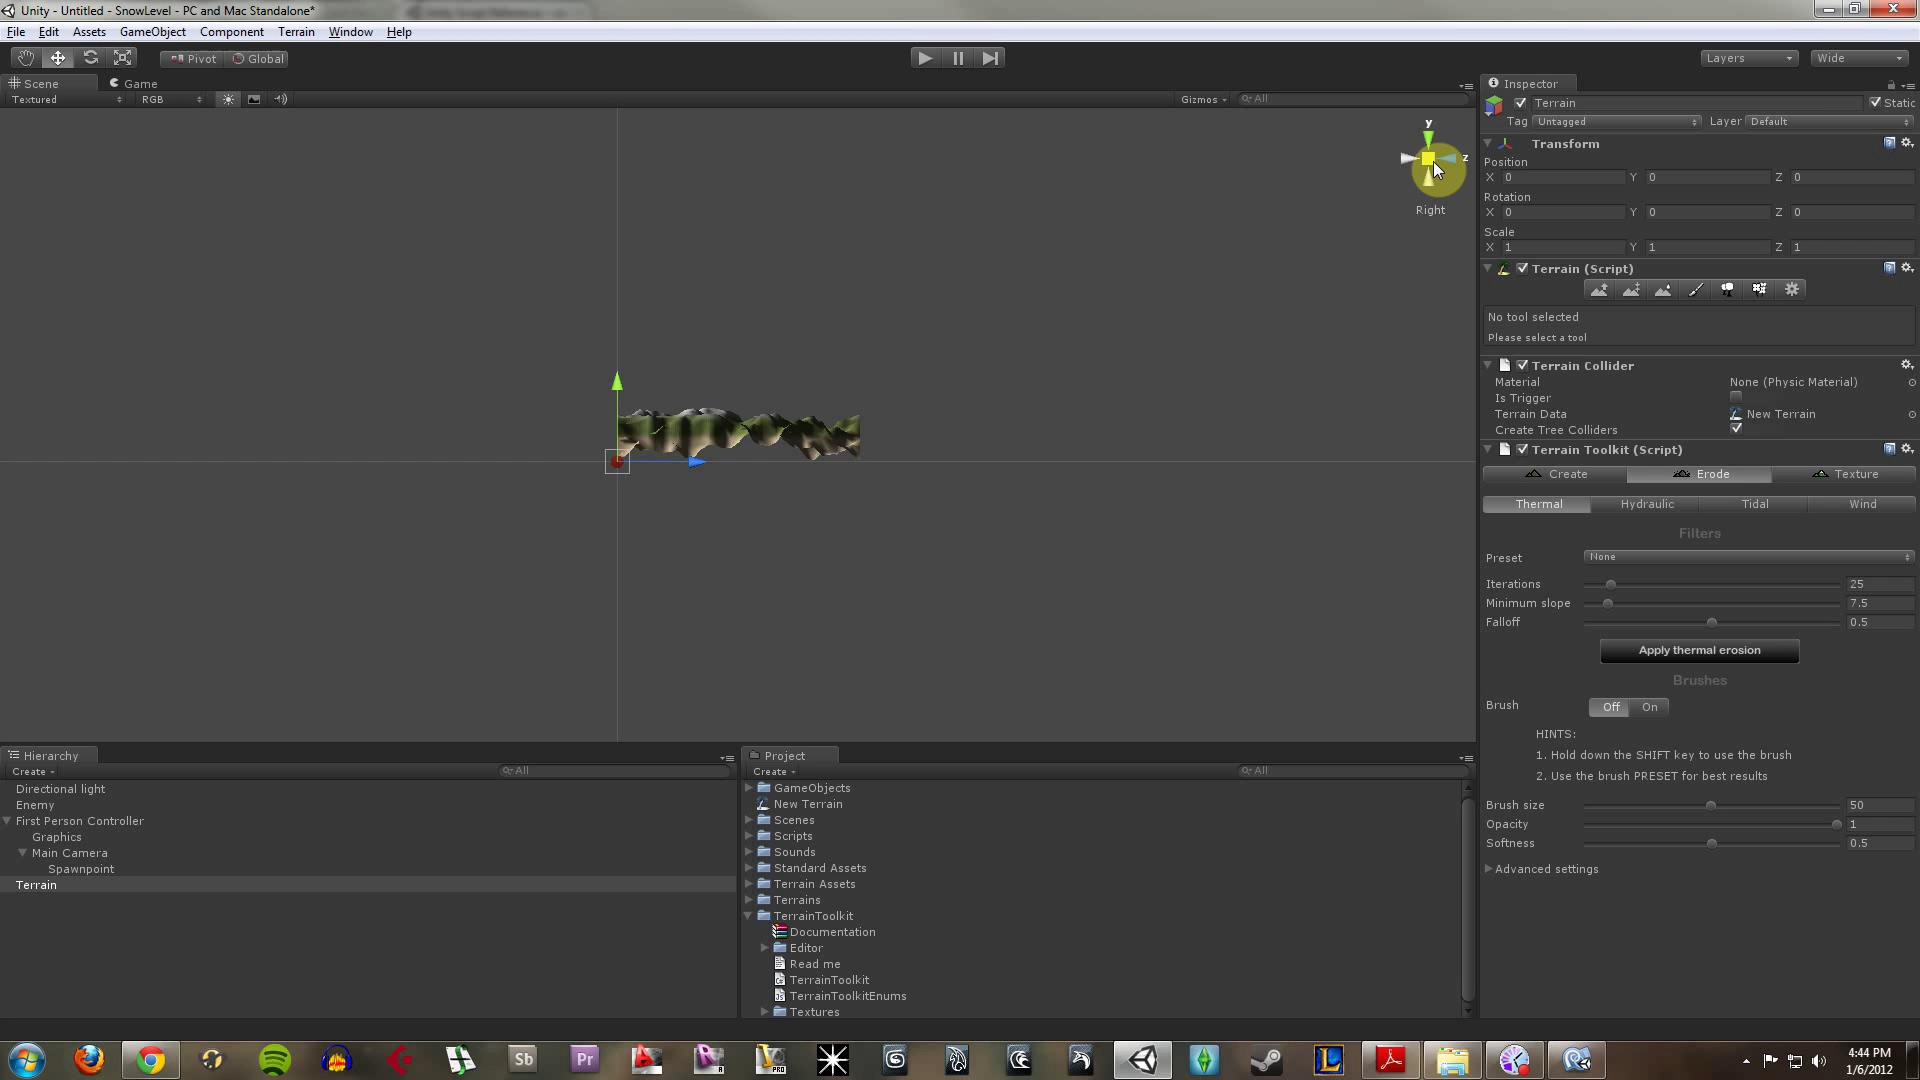 Unity - Untitled - SnowLevel - PC and Mac Standalone*
File Edit Assets GameObject Component Terrain Window Help
Pivot Global Layers Wide
Scene Game
Textured RGB Gizmos All
y
z
Right
Inspector
Terrain Static
Tag Untagged Layer Default
Transform
Position
X 0 Y 0 Z 0
Rotation
X 0 Y 0 Z 0
Scale
X 1 Y 1 Z 1
Terrain (Script)
No tool selected
Please select a tool
Terrain Collider
Material None (Physic Material)
Is Trigger
Terrain Data New Terrain
Create Tree Colliders
Terrain Toolkit (Script)
Create Erode Texture
Thermal Hydraulic Tidal Wind
Filters
Preset None
Iterations 25
Minimum slope 7.5
Falloff 0.5
Apply thermal erosion
Brushes
Brush Off On
HINTS:
1. Hold down the SHIFT key to use the brush
2. Use the brush PRESET for best results
Brush size 50
Opacity 1
Softness 0.5
Advanced settings
Hierarchy
Create All
Directional light
Enemy
First Person Controller
Graphics
Main Camera
Spawnpoint
Terrain
Project
Create All
GameObjects
New Terrain
Scenes
Scripts
Sounds
Standard Assets
Terrain Assets
Terrains
TerrainToolkit
Documentation
Editor
Read me
TerrainToolkit
TerrainToolkitEnums
Textures
Sb Pr PRO L
4:44 PM
1/6/2012